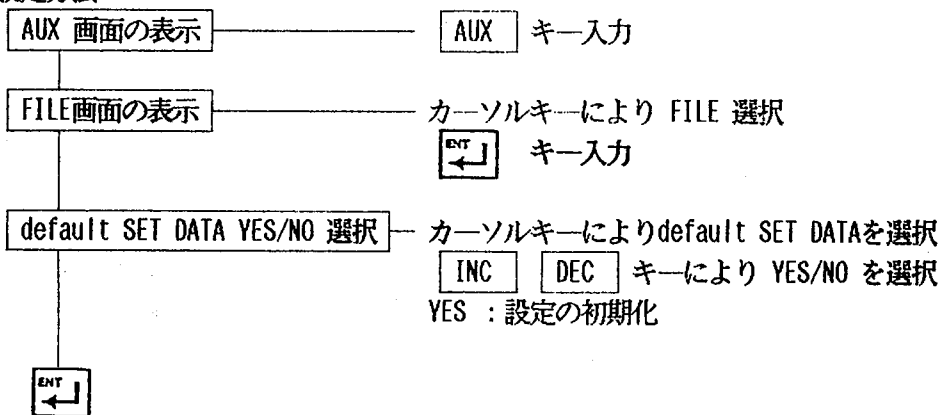 AUX 画面の表示 AUX キー入力
FILE画面の表示 カーソルキーにより FILE 選択
ENT キー入力
default SET DATA YES/NO 選択 カーソルキーによりdefault SET DATAを選択
INC DEC キーにより YES/NO を選択
YES :設定の初期化
ENT